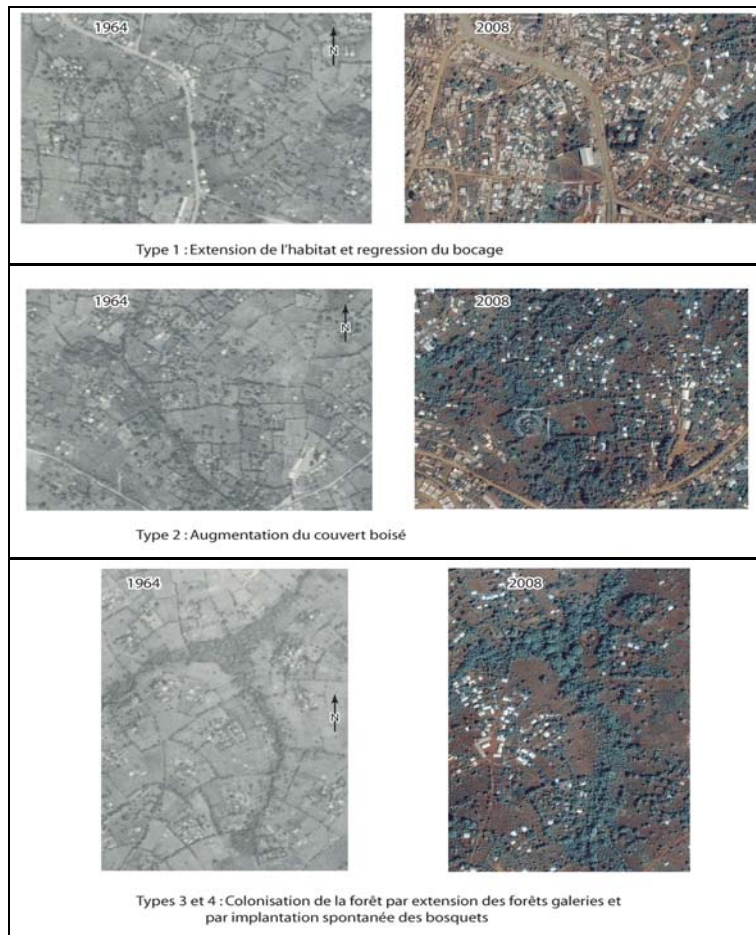 1964
2008
N
Type 1 : Extension de l'habitat et regression du bocage
1964
2008
N
Type 2 : Augmentation du couvert boisé
1964
2008
N
Types 3 et 4 : Colonisation de la forêt par extension des forêts galeries et
par implantation spontanée des bosquets